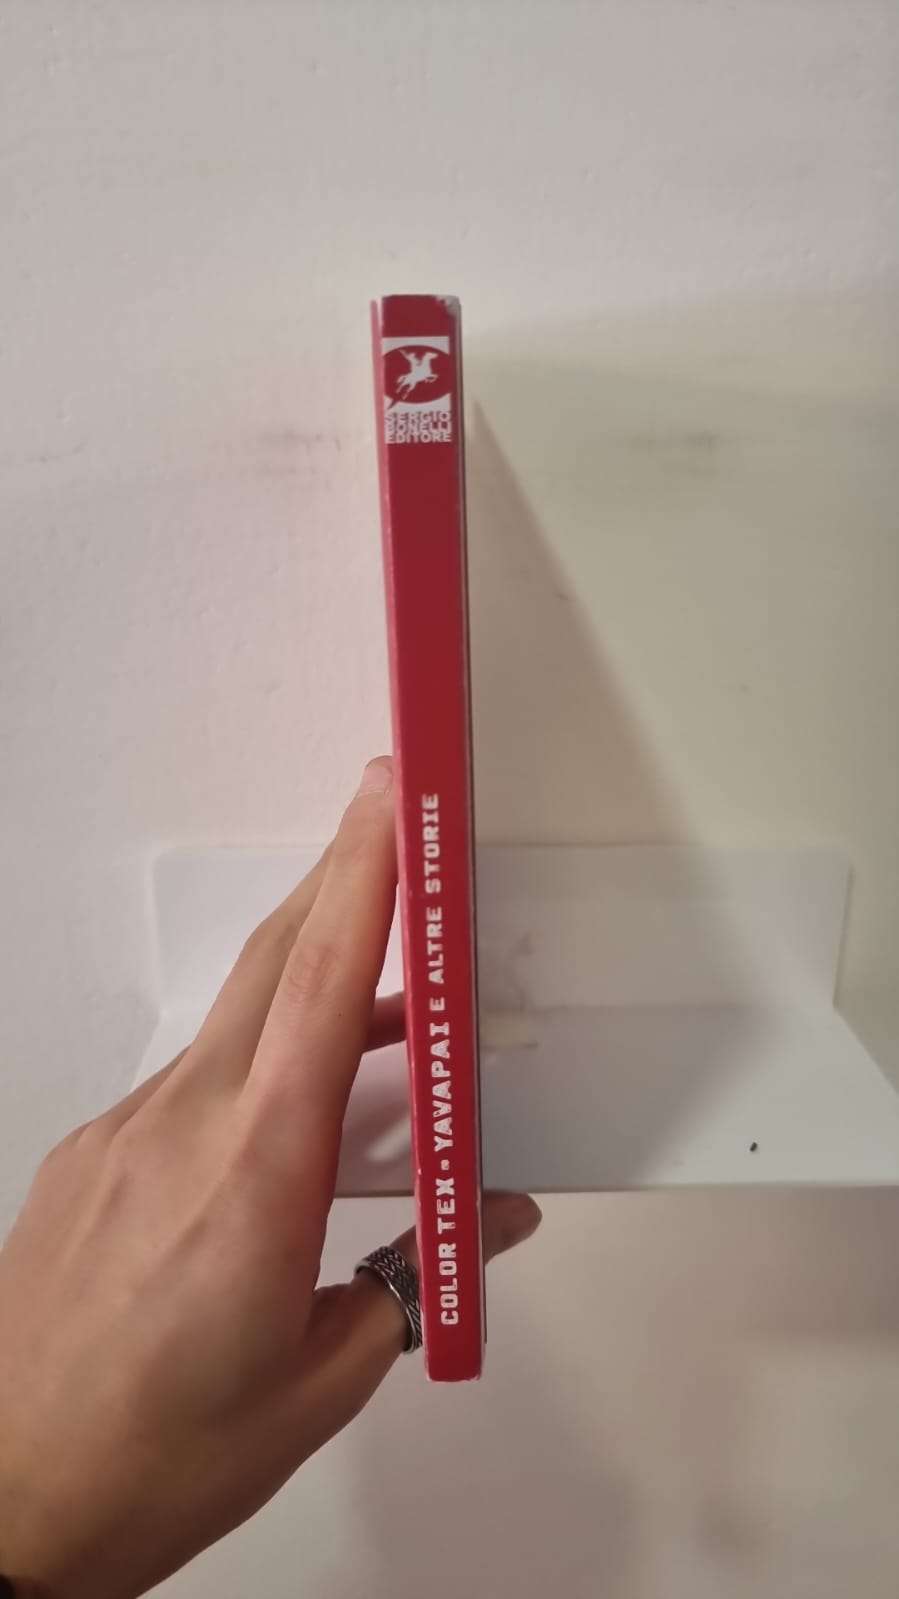 SERGIO
BONELLI
EDITORE
COLOR TEX - YAVAPAI E ALTRE STORIE